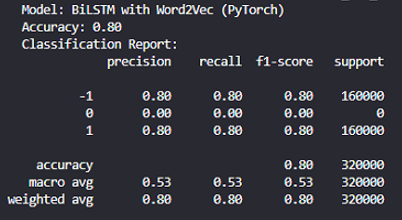 Model: BiLSTM with Word2Vec (PyTorch)
Accuracy: 0.80
Classification Report:
precision recall f1-score support
-1 0.80 0.80 0.80 160000
0 0.00 0.00 0.00 0
1 0.80 0.80 0.80 160000
accuracy 0.80 320000
macro avg 0.53 0.53 0.53 320000
weighted avg 0.80 0.80 0.80 320000